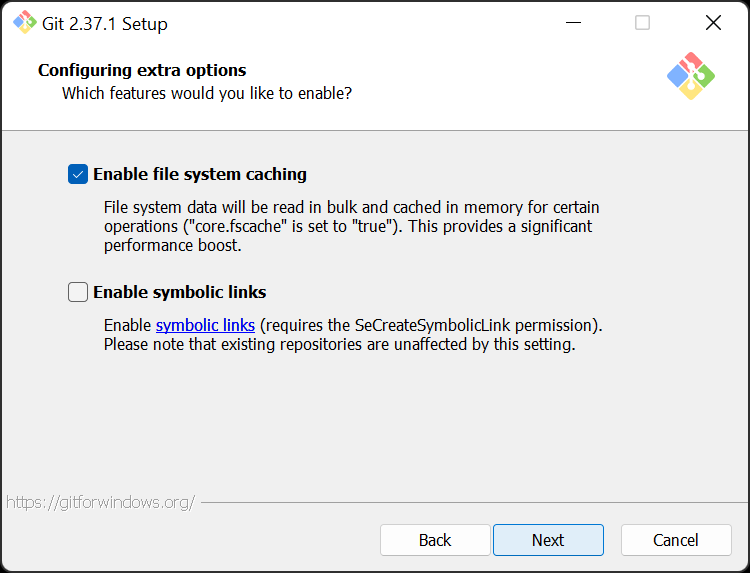 Git 2.37.1 Setup
Configuring extra options
Which features would you like to enable?
Enable file system caching
File system data will be read in bulk and cached in memory for certain
operations ("core.fscache" is set to "true"). This provides a significant
performance boost.
Enable symbolic links
Enable symbolic links (requires the SeCreateSymbolicLink permission).
Please note that existing repositories are unaffected by this setting.
https://gitforwindows.org/
Back
Next
Cancel